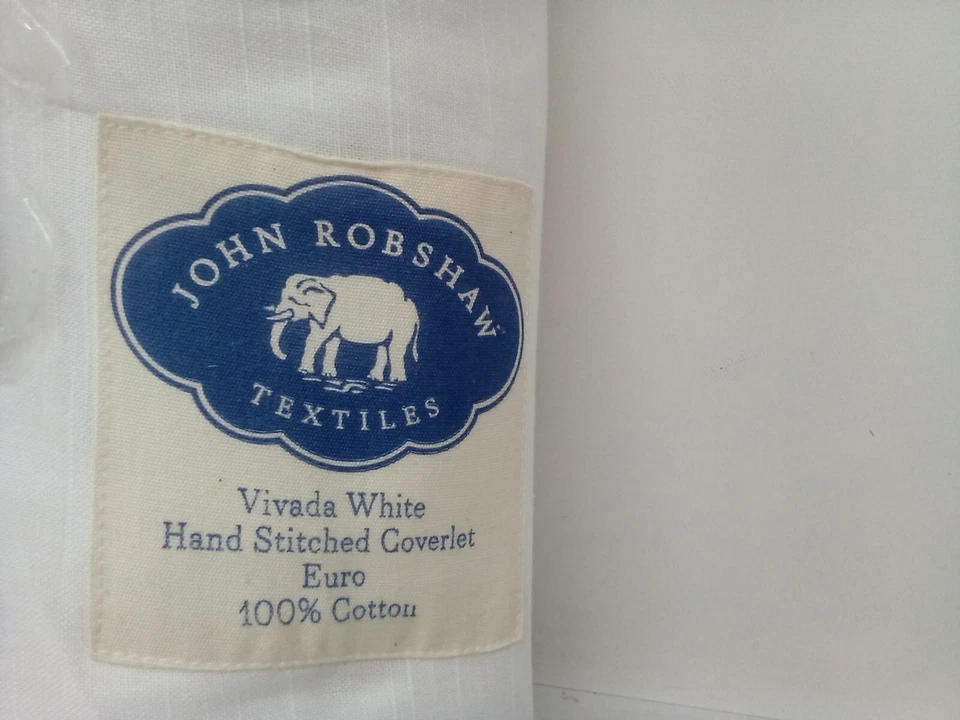 JOHN ROBSHAW
TEXTILES
Vivada White
Hand Stitched Coverlet
Euro
100% Cotton